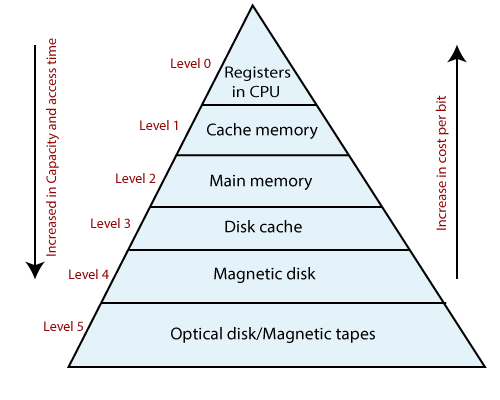 Level 0
Registers
in CPU
Level 1
Cache memory
Level 2
Main memory
Level 3
Disk cache
Level 4
Magnetic disk
Level 5
Optical disk/Magnetic tapes
Increased in Capacity and access time
Increase in cost per bit